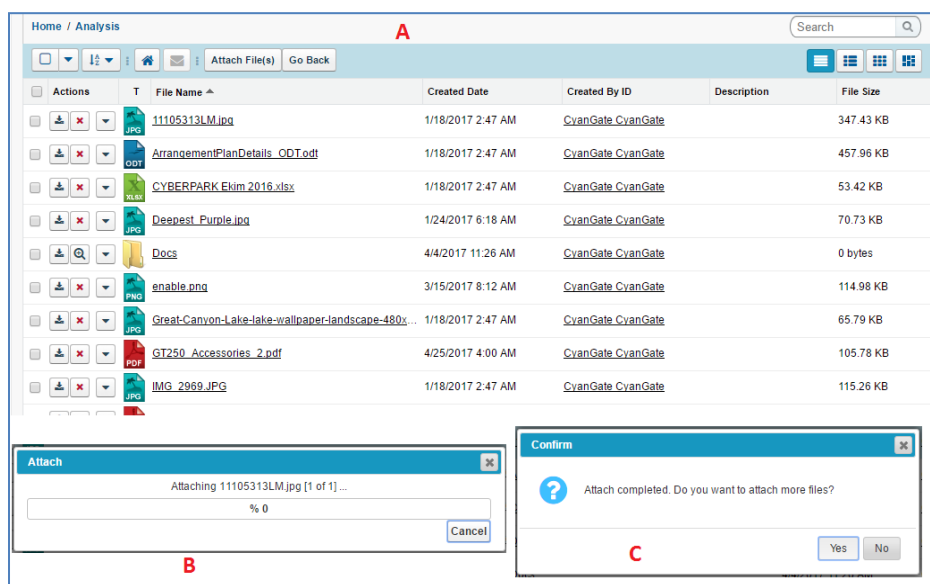 Home / Analysis A Search
Attach File(s) Go Back
Actions T File Name Created Date Created By ID Description File Size
JPG 11105313LM.jpg 1/18/2017 2:47 AM CyanGate CyanGate 347.43 KB
ODT ArrangementPlanDetails_ODT.odt 1/18/2017 2:47 AM CyanGate CyanGate 457.96 KB
XLSX CYBERPARK Ekim 2016.xlsx 1/18/2017 2:47 AM CyanGate CyanGate 53.42 KB
JPG Deepest_Purple.jpg 1/24/2017 6:18 AM CyanGate CyanGate 70.73 KB
Docs 4/4/2017 11:26 AM CyanGate CyanGate 0 bytes
PNG enable.png 3/15/2017 8:12 AM CyanGate CyanGate 114.98 KB
JPG Great-Canyon-Lake-lake-wallpaper-landscape-480x... 1/18/2017 2:47 AM CyanGate CyanGate 65.79 KB
PDF GT250_Accessories_2.pdf 4/25/2017 4:00 AM CyanGate CyanGate 105.78 KB
JPG IMG_2969.JPG 1/18/2017 2:47 AM CyanGate CyanGate 115.26 KB
Attach
Attaching 11105313LM.jpg [1 of 1] ...
% 0
Cancel
B
Confirm
Attach completed. Do you want to attach more files?
Yes No
C